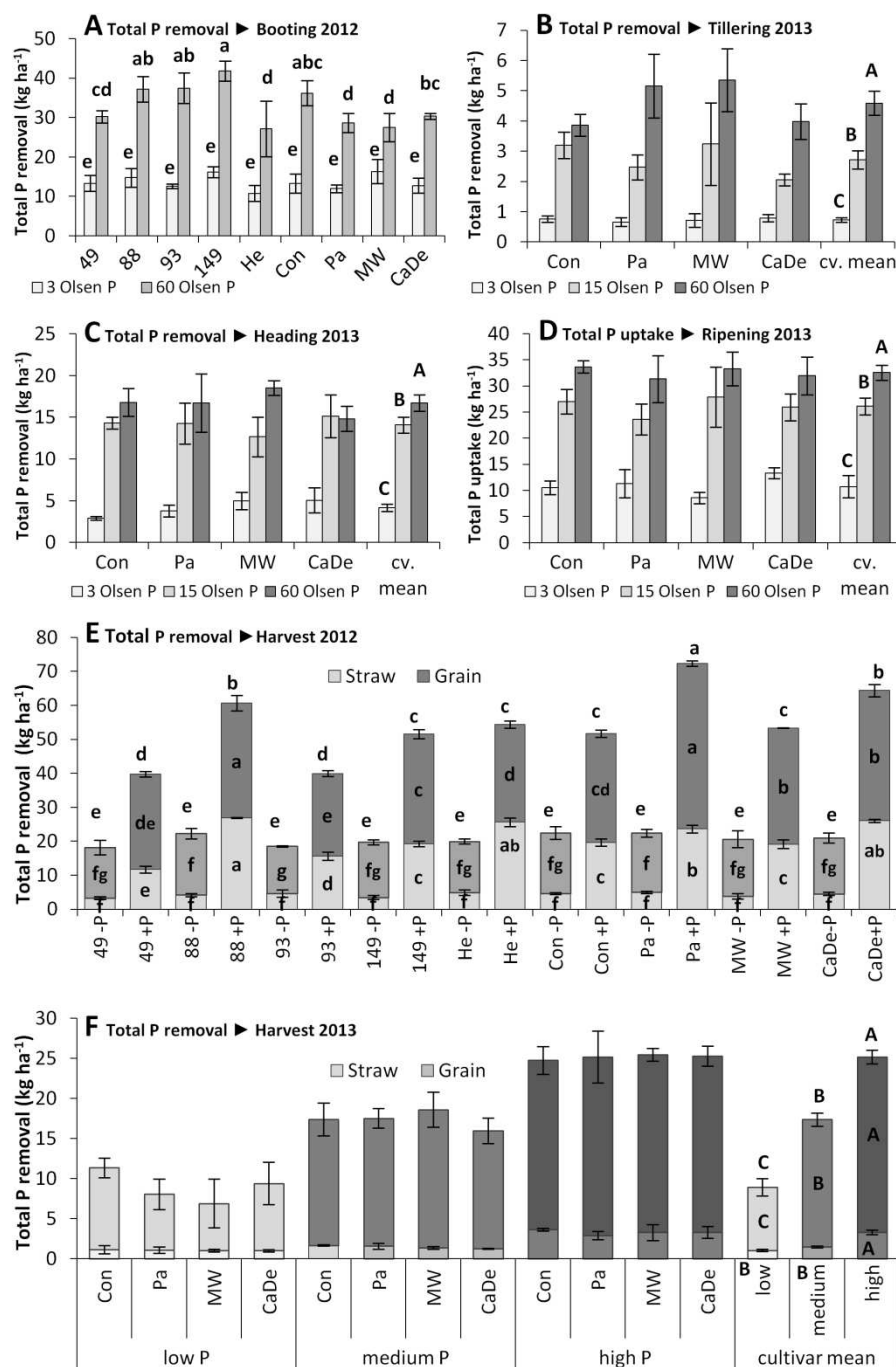 A Total P removal ► Booting 2012
Total P removal (kg ha⁻¹)
50
40
30
20
10
0
cd ab ab a d abc d d bc
e e e e e e e e e
49 88 93 149 He Con Pa MW CaDe
3 Olsen P 60 Olsen P
B Total P removal ► Tillering 2013
Total P removal (kg ha⁻¹)
7
6
5
4
3
2
1
0
A
B
C
Con Pa MW CaDe cv. mean
3 Olsen P 15 Olsen P 60 Olsen P
C Total P removal ► Heading 2013
Total P removal (kg ha⁻¹)
25
20
15
10
5
0
A
B
C
Con Pa MW CaDe cv.
mean
3 Olsen P 15 Olsen P 60 Olsen P
D Total P uptake ► Ripening 2013
Total P uptake (kg ha⁻¹)
40
35
30
25
20
15
10
5
0
A
B
C
Con Pa MW CaDe cv.
mean
3 Olsen P 15 Olsen P 60 Olsen P
E Total P removal ► Harvest 2012
Total P removal (kg ha⁻¹)
80
70
60
50
40
30
20
10
0
Straw Grain
e d e b e d e c e c e c e a e c e b
fg de f a g e fg c fg d fg cd f a fg c fg b
f e f a f d f c f ab f c f b f c f ab
49 -P 49 +P 88 -P 88 +P 93 -P 93 +P 149 -P 149 +P He -P He +P Con -P Con +P Pa -P Pa +P MW -P MW +P CaDe-P CaDe+P
F Total P removal ► Harvest 2013
Total P removal (kg ha⁻¹)
30
25
20
15
10
5
0
Straw Grain
C B A
C B A
B B A
Con Pa MW CaDe Con Pa MW CaDe Con Pa MW CaDe low medium high
low P medium P high P cultivar mean